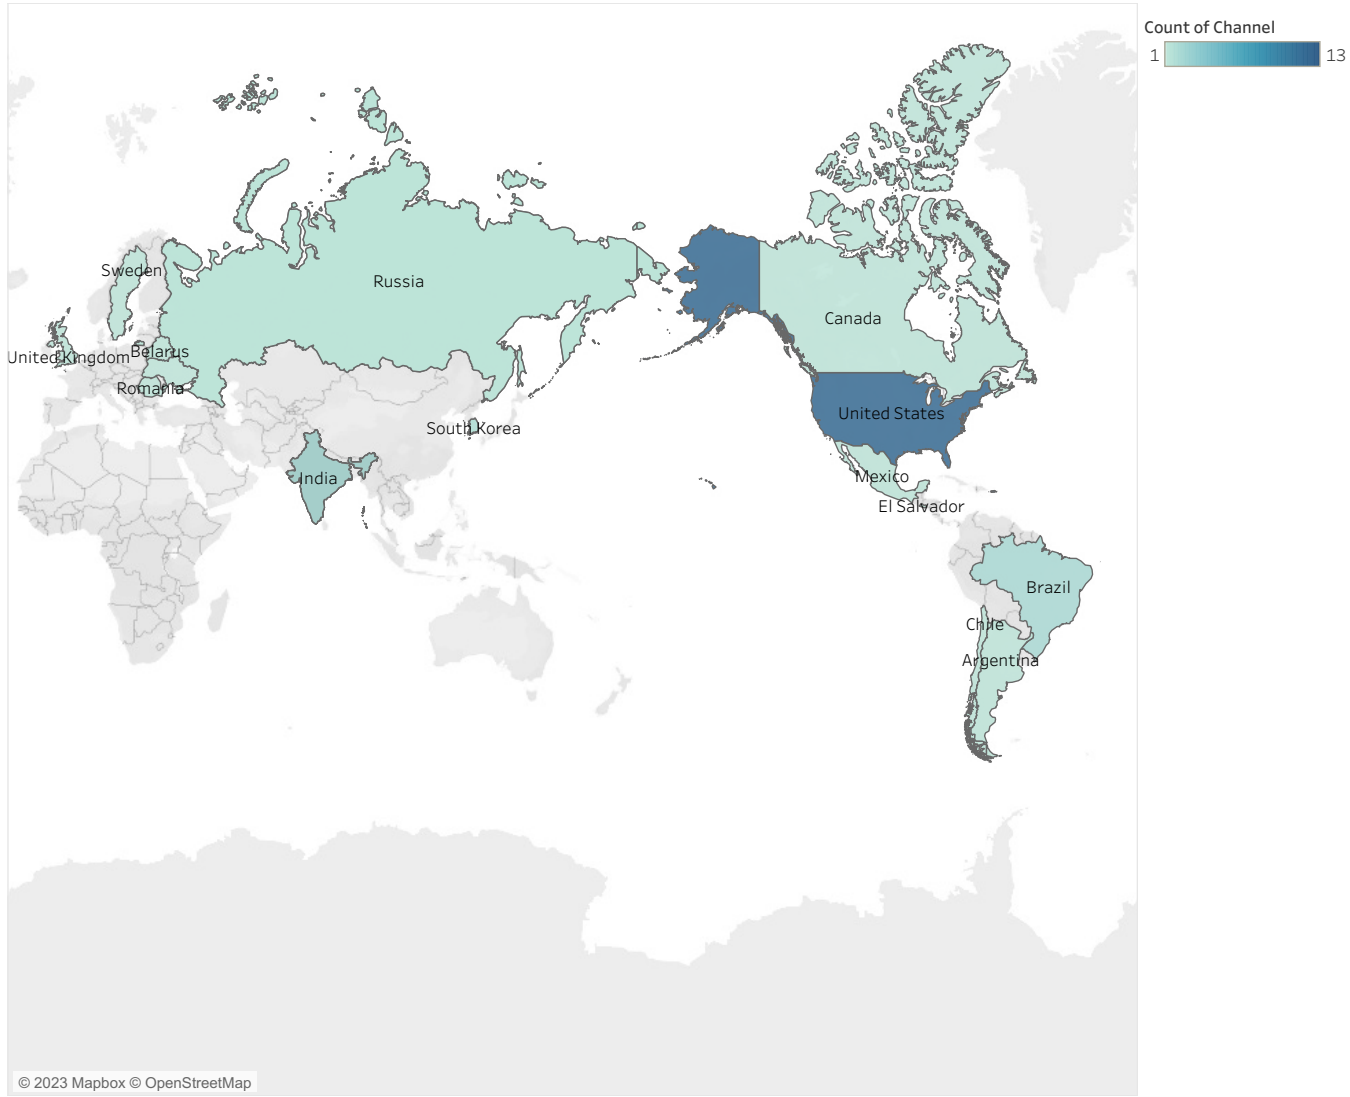 Count of Channel
1
13
Sweden
Russia
Canada
United Kingdom
Belarus
Romania
United States
South Korea
India
Mexico
El Salvador
Brazil
Chile
Argentina
© 2023 Mapbox © OpenStreetMap